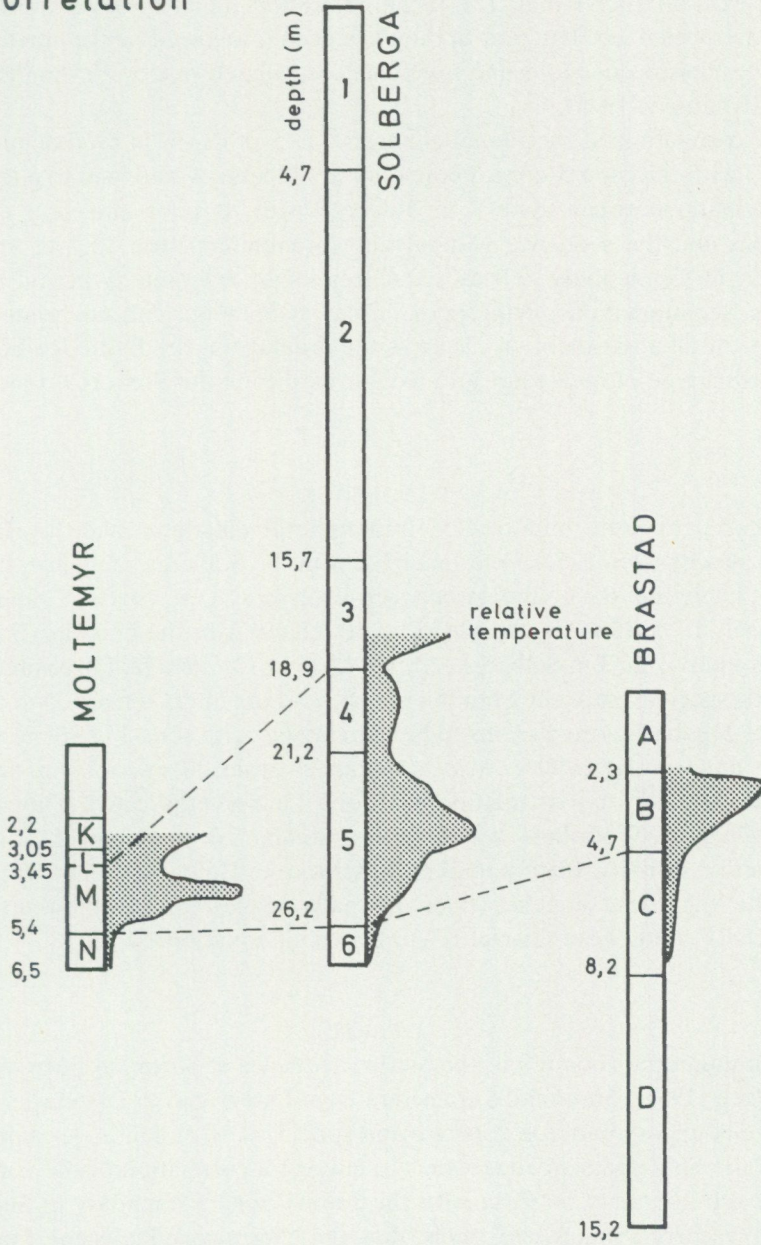 depth (m)
SOLBERGA
1
4,7
2
15,7
3
18,9
4
21,2
5
26,2
6
relative
temperature
MOLTEMYR
2,2
K
3,05
L
3,45
M
5,4
N
6,5
BRASTAD
A
2,3
B
4,7
C
8,2
D
15,2